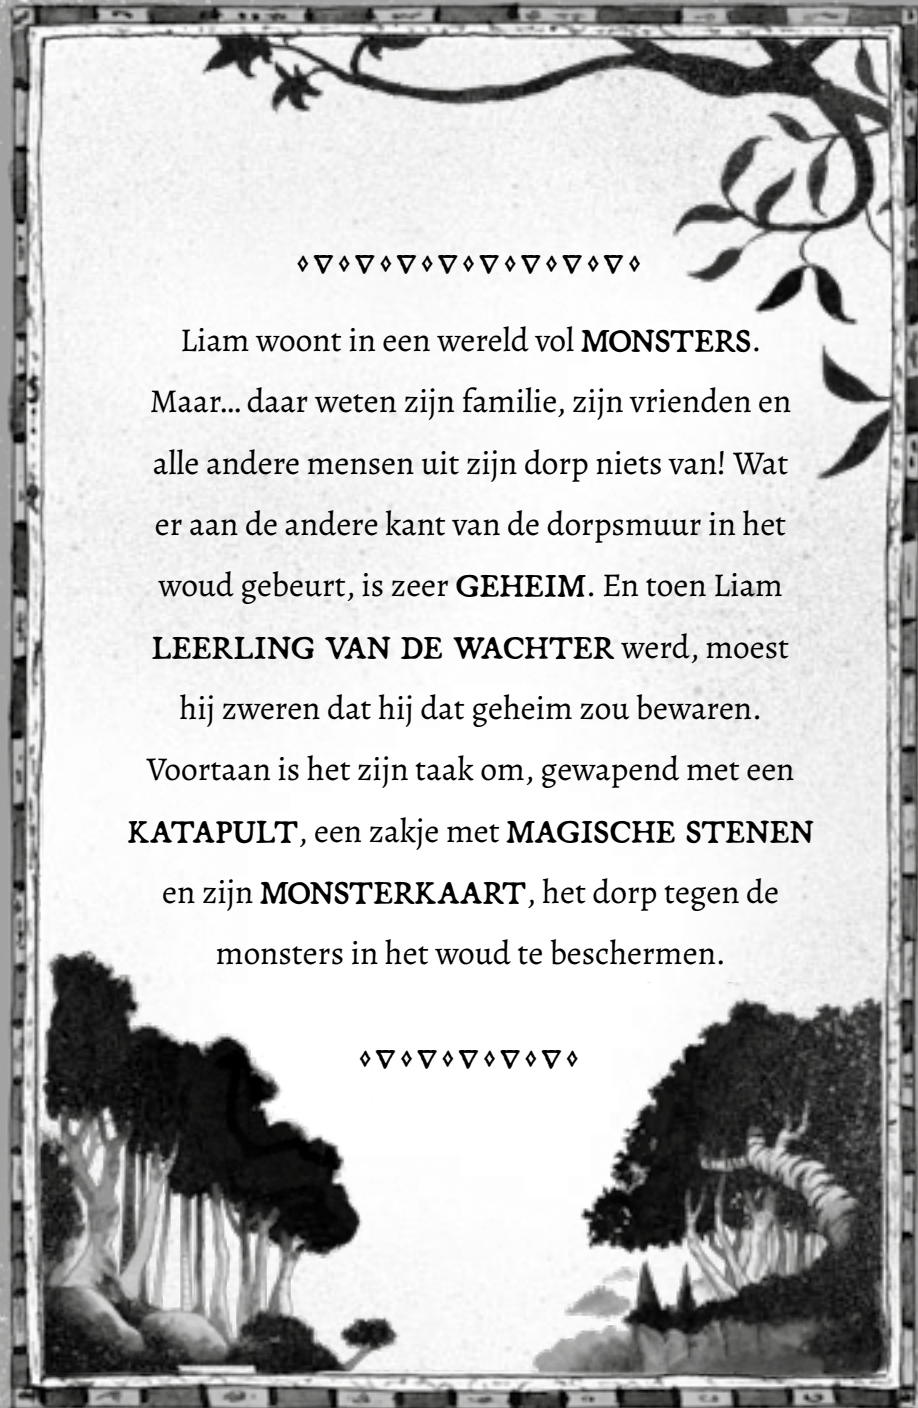 Liam woont in een wereld vol MONSTERS.
Maar... daar weten zijn familie, zijn vrienden en
alle andere mensen uit zijn dorp niets van! Wat
er aan de andere kant van de dorpsmuur in het
woud gebeurt, is zeer GEHEIM. En toen Liam
LEERLING VAN DE WACHTER werd, moest
hij zweren dat hij dat geheim zou bewaren.
Voortaan is het zijn taak om, gewapend met een
KATAPULT, een zakje met MAGISCHE STENEN
en zijn MONSTERKAART, het dorp tegen de
monsters in het woud te beschermen.